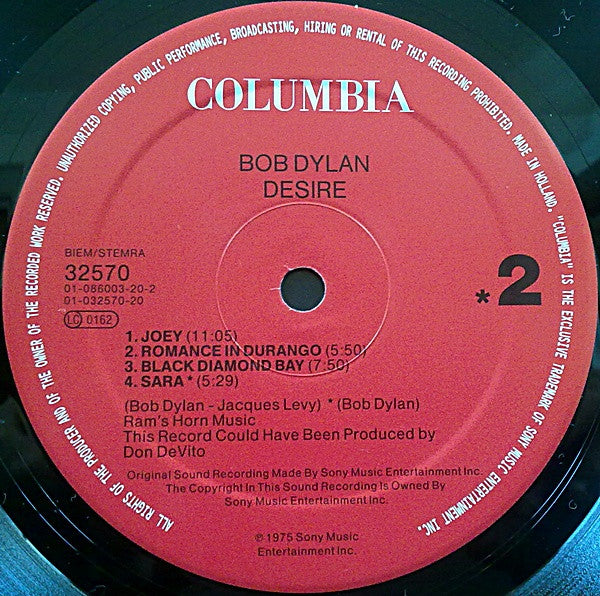 ALL RIGHTS OF THE PRODUCER AND OF THE OWNER OF THE RECORDED WORK RESERVED. UNAUTHORIZED COPYING, PUBLIC PERFORMANCE, BROADCASTING, HIRING OR RENTAL OF THIS RECORDING PROHIBITED. MADE IN HOLLAND. "COLUMBIA" IS THE EXCLUSIVE TRADEMARK OF SONY MUSIC ENTERTAINMENT INC.
COLUMBIA
BOB DYLAN
DESIRE
BIEM/STEMRA
32570
01-086003-20-2
01-032570-20
LC 0162
*2
1. JOEY (11:05)
2. ROMANCE IN DURANGO (5:50)
3. BLACK DIAMOND BAY (7:50)
4. SARA * (5:29)
(Bob Dylan - Jacques Levy) * (Bob Dylan)
Ram's Horn Music
This Record Could Have Been Produced by
Don DeVito
Original Sound Recording Made By Sony Music Entertainment Inc.
The Copyright In This Sound Recording Is Owned By
Sony Music Entertainment Inc.
℗ 1975 Sony Music
Entertainment Inc.